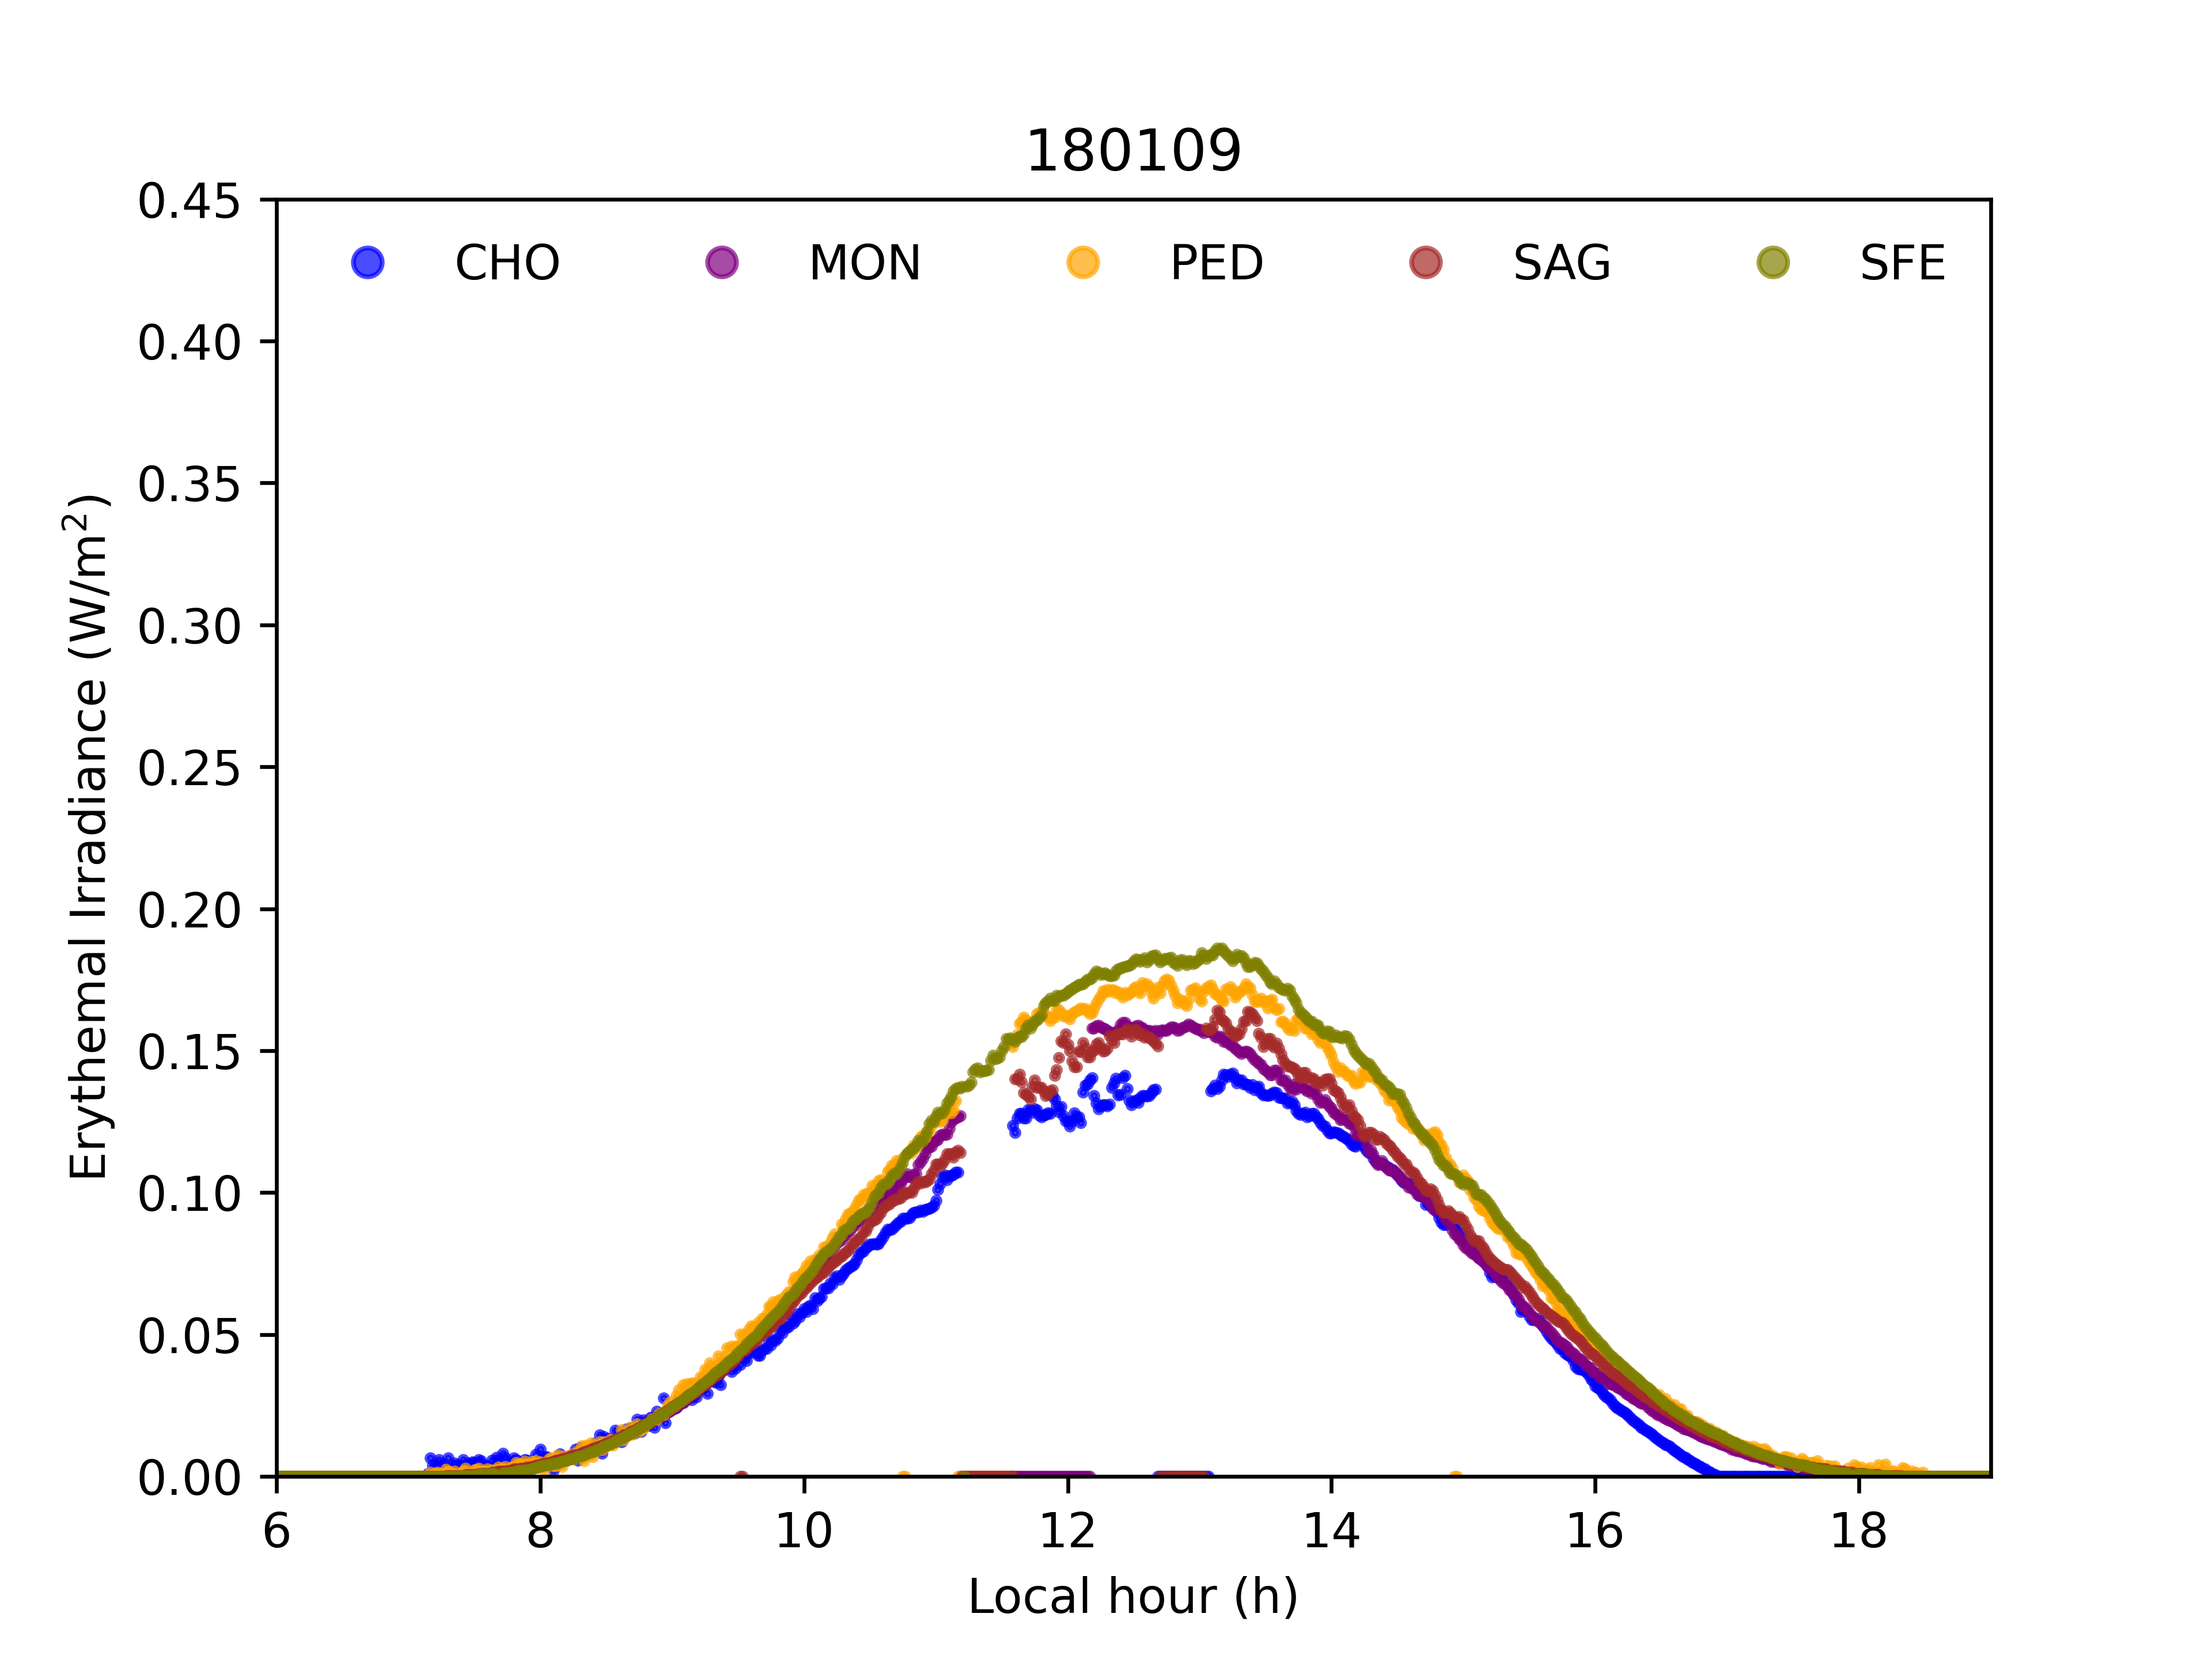 180109
CHO MON PED SAG SFE
0.45
0.40
0.35
0.30
0.25
0.20
0.15
0.10
0.05
0.00
Erythemal Irradiance (W/m²)
6 8 10 12 14 16 18
Local hour (h)